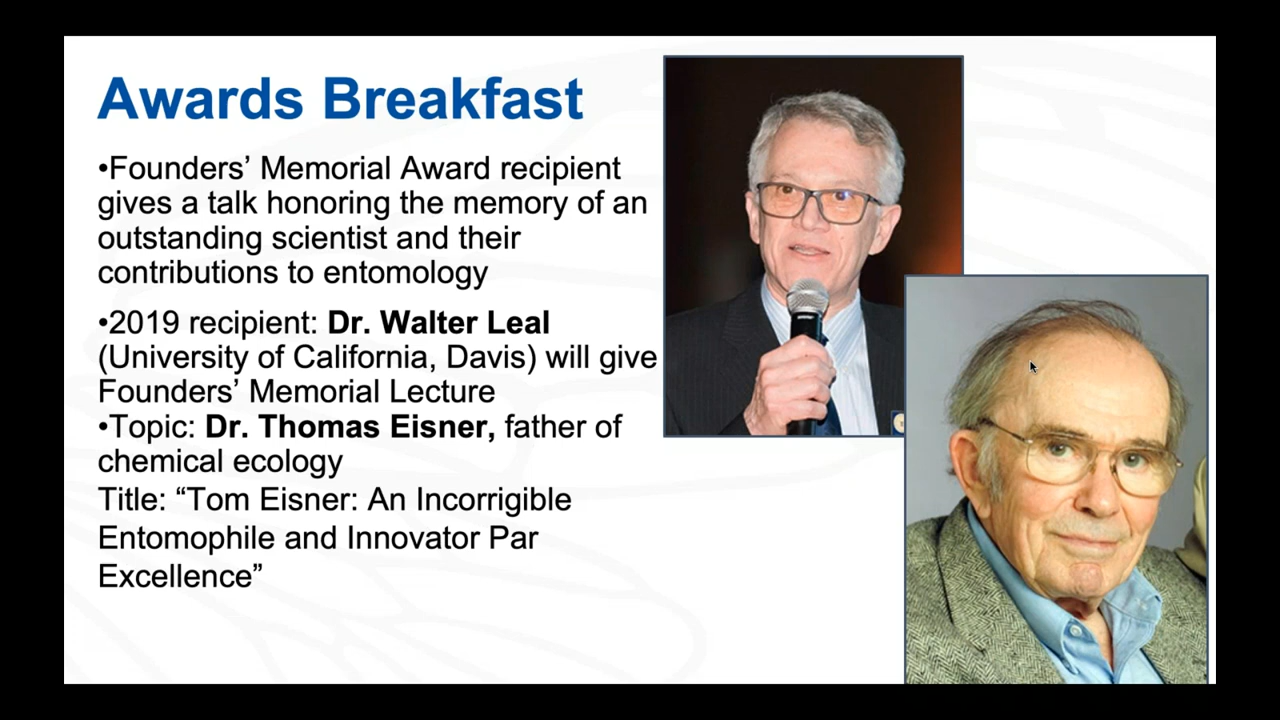 Awards Breakfast
•Founders’ Memorial Award recipient
gives a talk honoring the memory of an
outstanding scientist and their
contributions to entomology
•2019 recipient: Dr. Walter Leal
(University of California, Davis) will give
Founders’ Memorial Lecture
•Topic: Dr. Thomas Eisner, father of
chemical ecology
Title: “Tom Eisner: An Incorrigible
Entomophile and Innovator Par
Excellence”